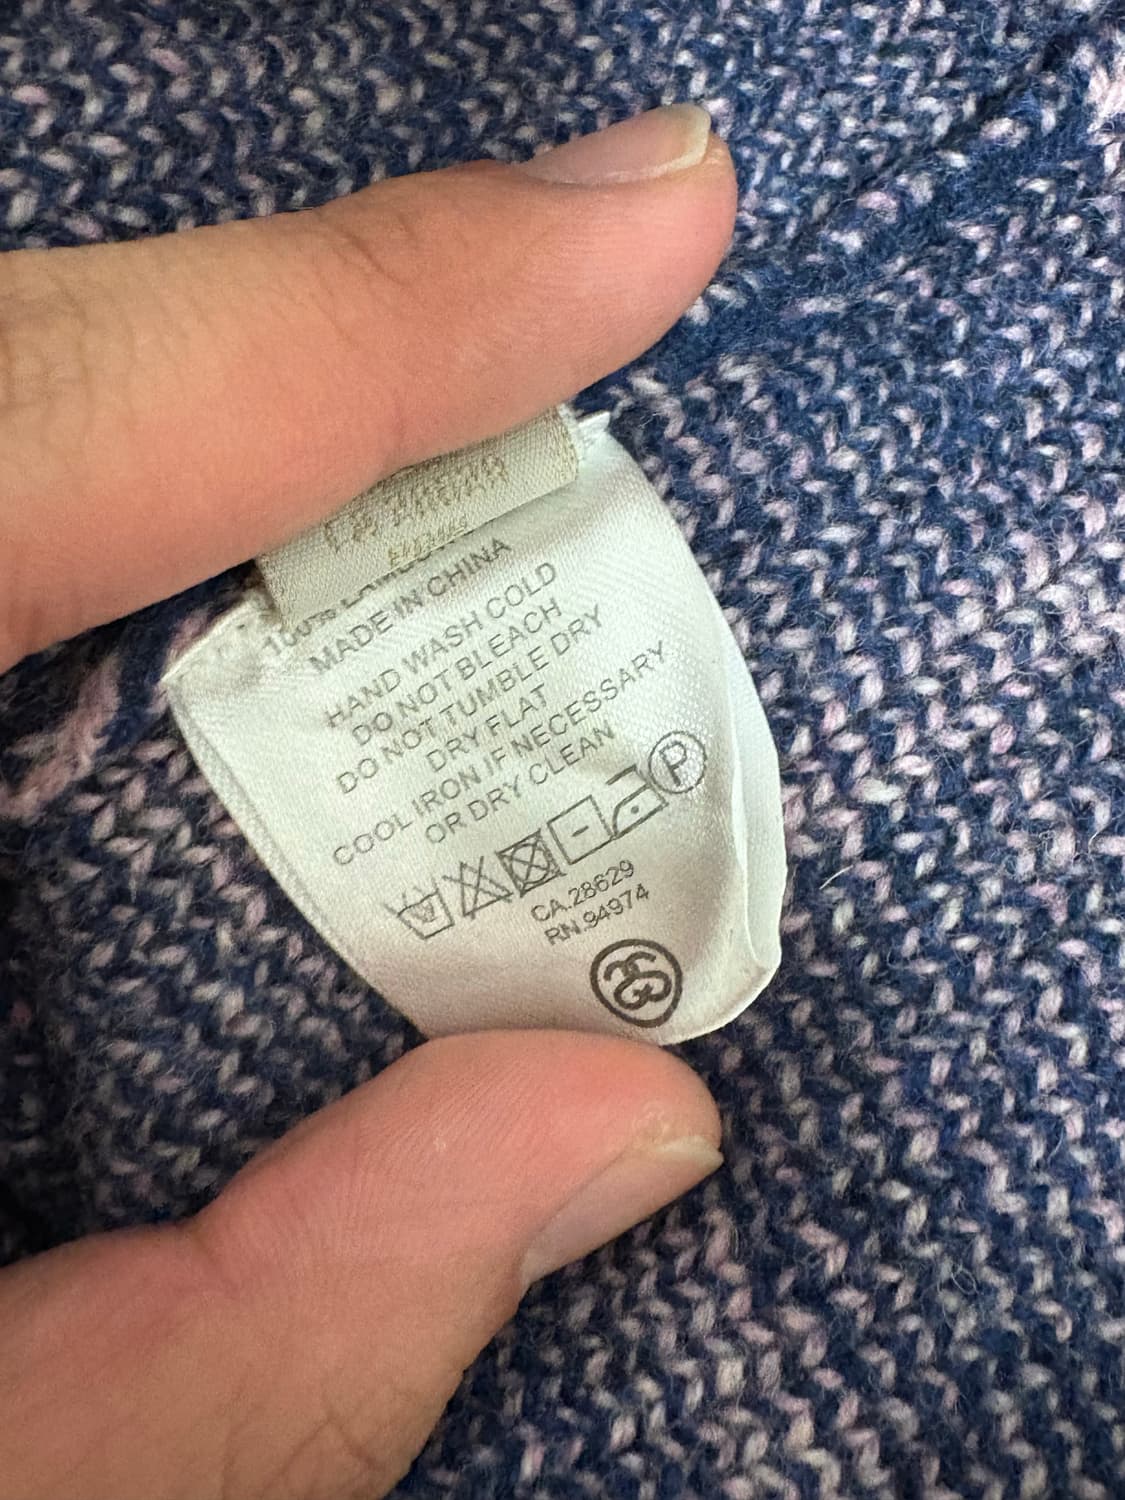 100%
MADE IN CHINA
HAND WASH COLD
DO NOT BLEACH
DO NOT TUMBLE DRY
DRY FLAT
COOL IRON IF NECESSARY
OR DRY CLEAN
P
CA.28629
RN.94974